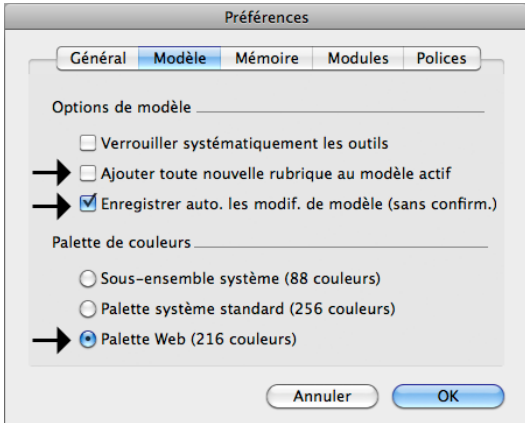 Préférences
Général Modèle Mémoire Modules Polices
Options de modèle
Verrouiller systématiquement les outils
Ajouter toute nouvelle rubrique au modèle actif
Enregistrer auto. les modif. de modèle (sans confirm.)
Palette de couleurs
Sous-ensemble système (88 couleurs)
Palette système standard (256 couleurs)
Palette Web (216 couleurs)
Annuler OK